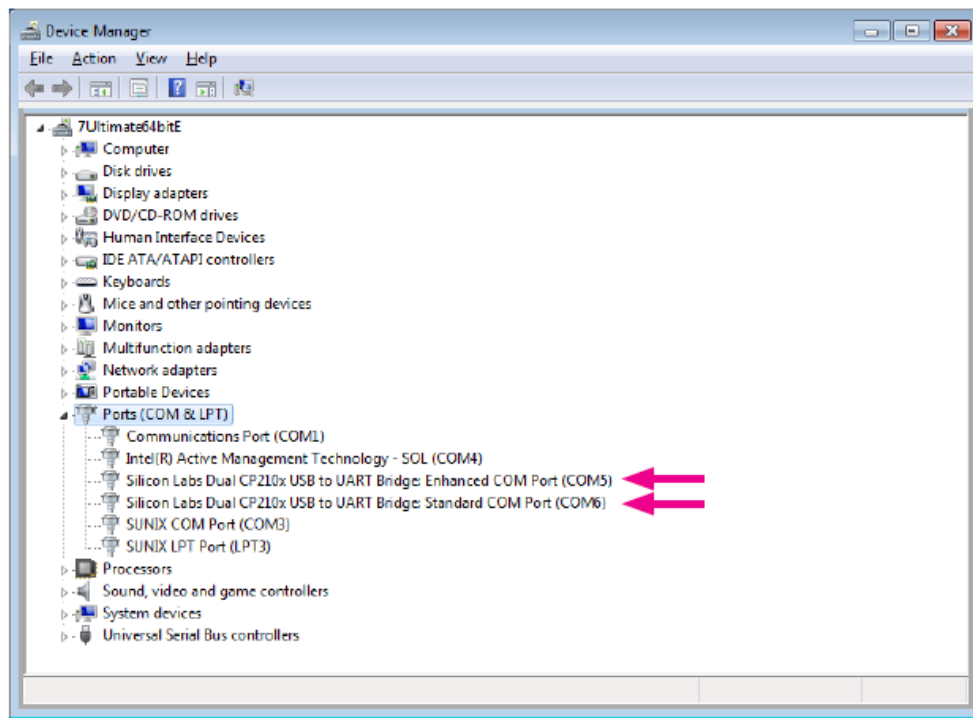 Device Manager
File Action View Help
7Ultimate64bitE
Computer
Disk drives
Display adapters
DVD/CD-ROM drives
Human Interface Devices
IDE ATA/ATAPI controllers
Keyboards
Mice and other pointing devices
Monitors
Multifunction adapters
Network adapters
Portable Devices
Ports (COM & LPT)
Communications Port (COM1)
Intel(R) Active Management Technology - SOL (COM4)
Silicon Labs Dual CP210x USB to UART Bridge: Enhanced COM Port (COM5)
Silicon Labs Dual CP210x USB to UART Bridge: Standard COM Port (COM6)
SUNIX COM Port (COM3)
SUNIX LPT Port (LPT3)
Processors
Sound, video and game controllers
System devices
Universal Serial Bus controllers